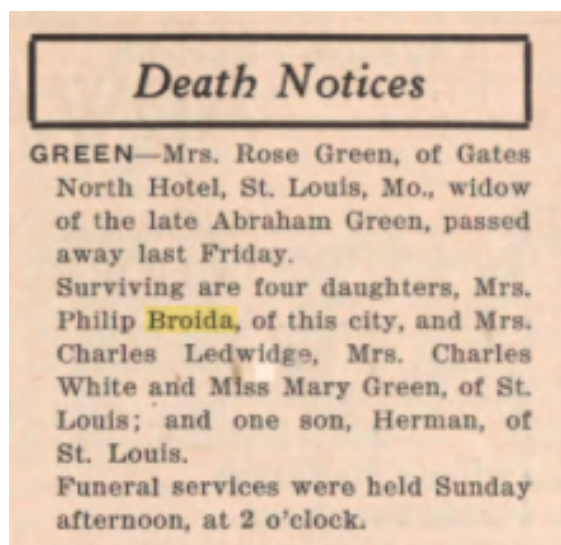 Death Notices
GREEN—Mrs. Rose Green, of Gates
North Hotel, St. Louis, Mo., widow
of the late Abraham Green, passed
away last Friday.
Surviving are four daughters, Mrs.
Philip Broida, of this city, and Mrs.
Charles Ledwidge, Mrs. Charles
White and Miss Mary Green, of St.
Louis; and one son, Herman, of
St. Louis.
Funeral services were held Sunday
afternoon, at 2 o'clock.